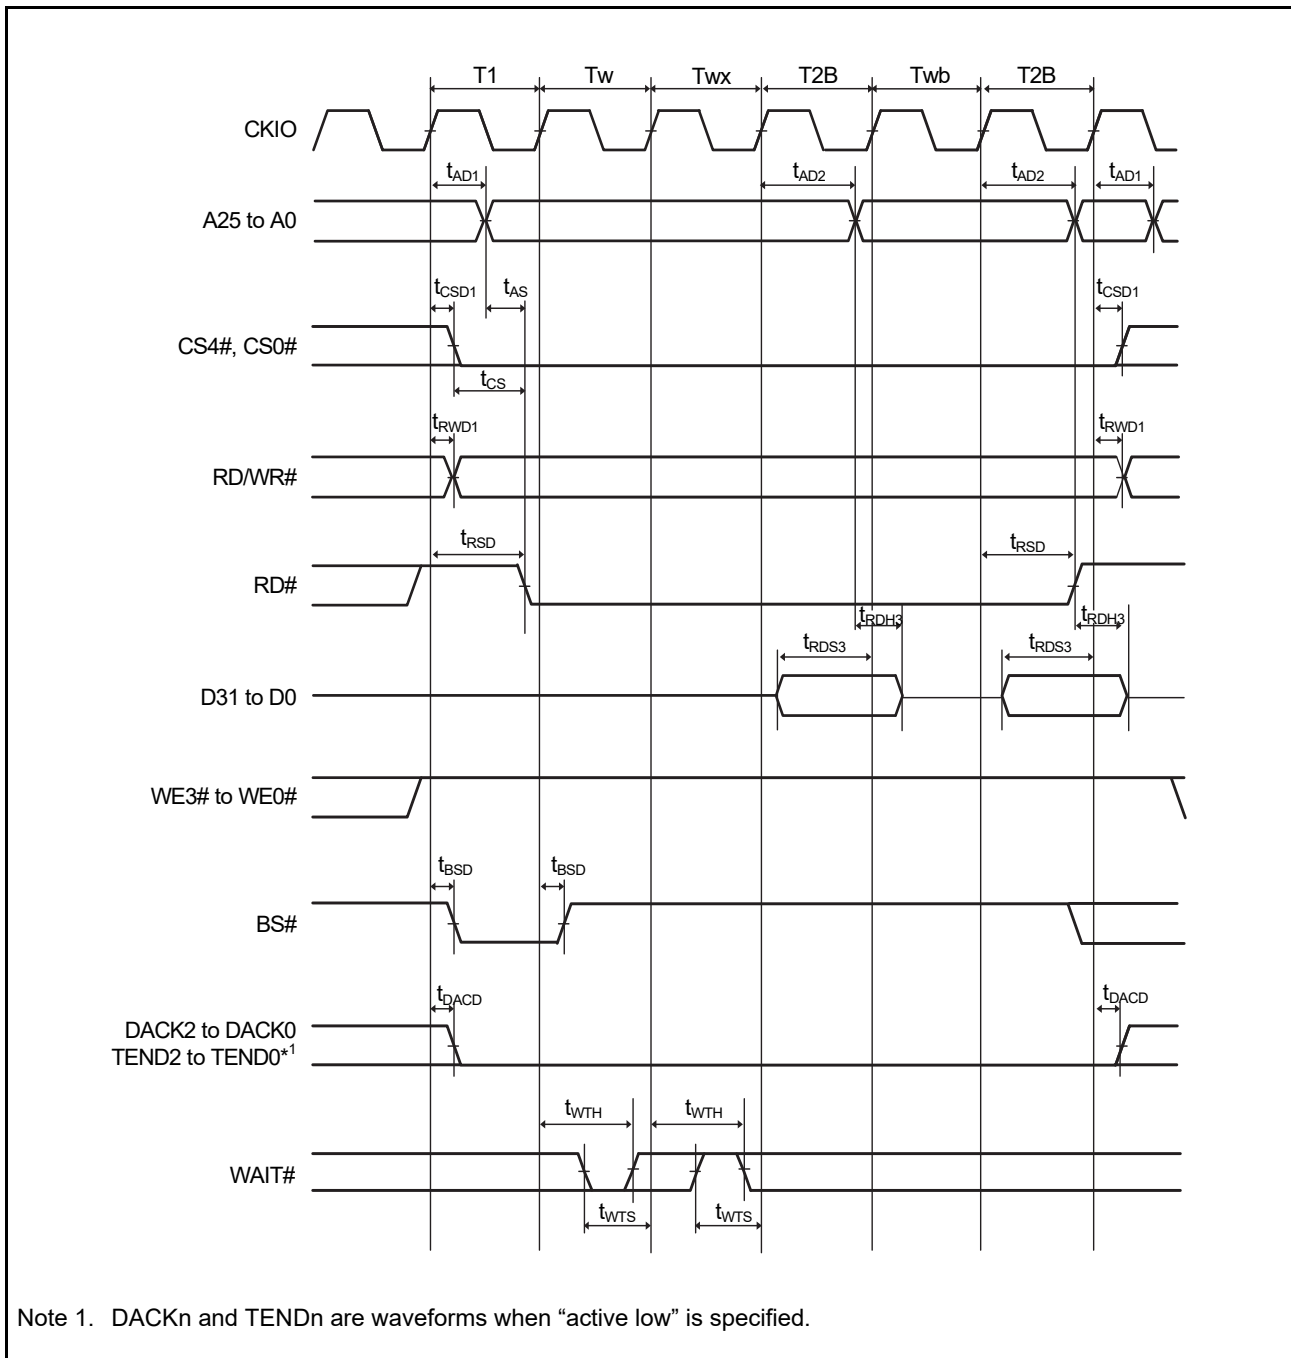 T1 Tw Twx T2B Twb T2B
CKIO
tAD1 tAD2 tAD2 tAD1
A25 to A0
tCSD1 tAS tCSD1
CS4#, CS0#
tCS
tRWD1 tRWD1
RD/WR#
tRSD tRSD
RD#
tRDH3 tRDH3
tRDS3 tRDS3
D31 to D0
WE3# to WE0#
tBSD tBSD
BS#
tDACD tDACD
DACK2 to DACK0
TEND2 to TEND0*1
tWTH tWTH
WAIT#
tWTS tWTS
Note 1. DACKn and TENDn are waveforms when “active low” is specified.